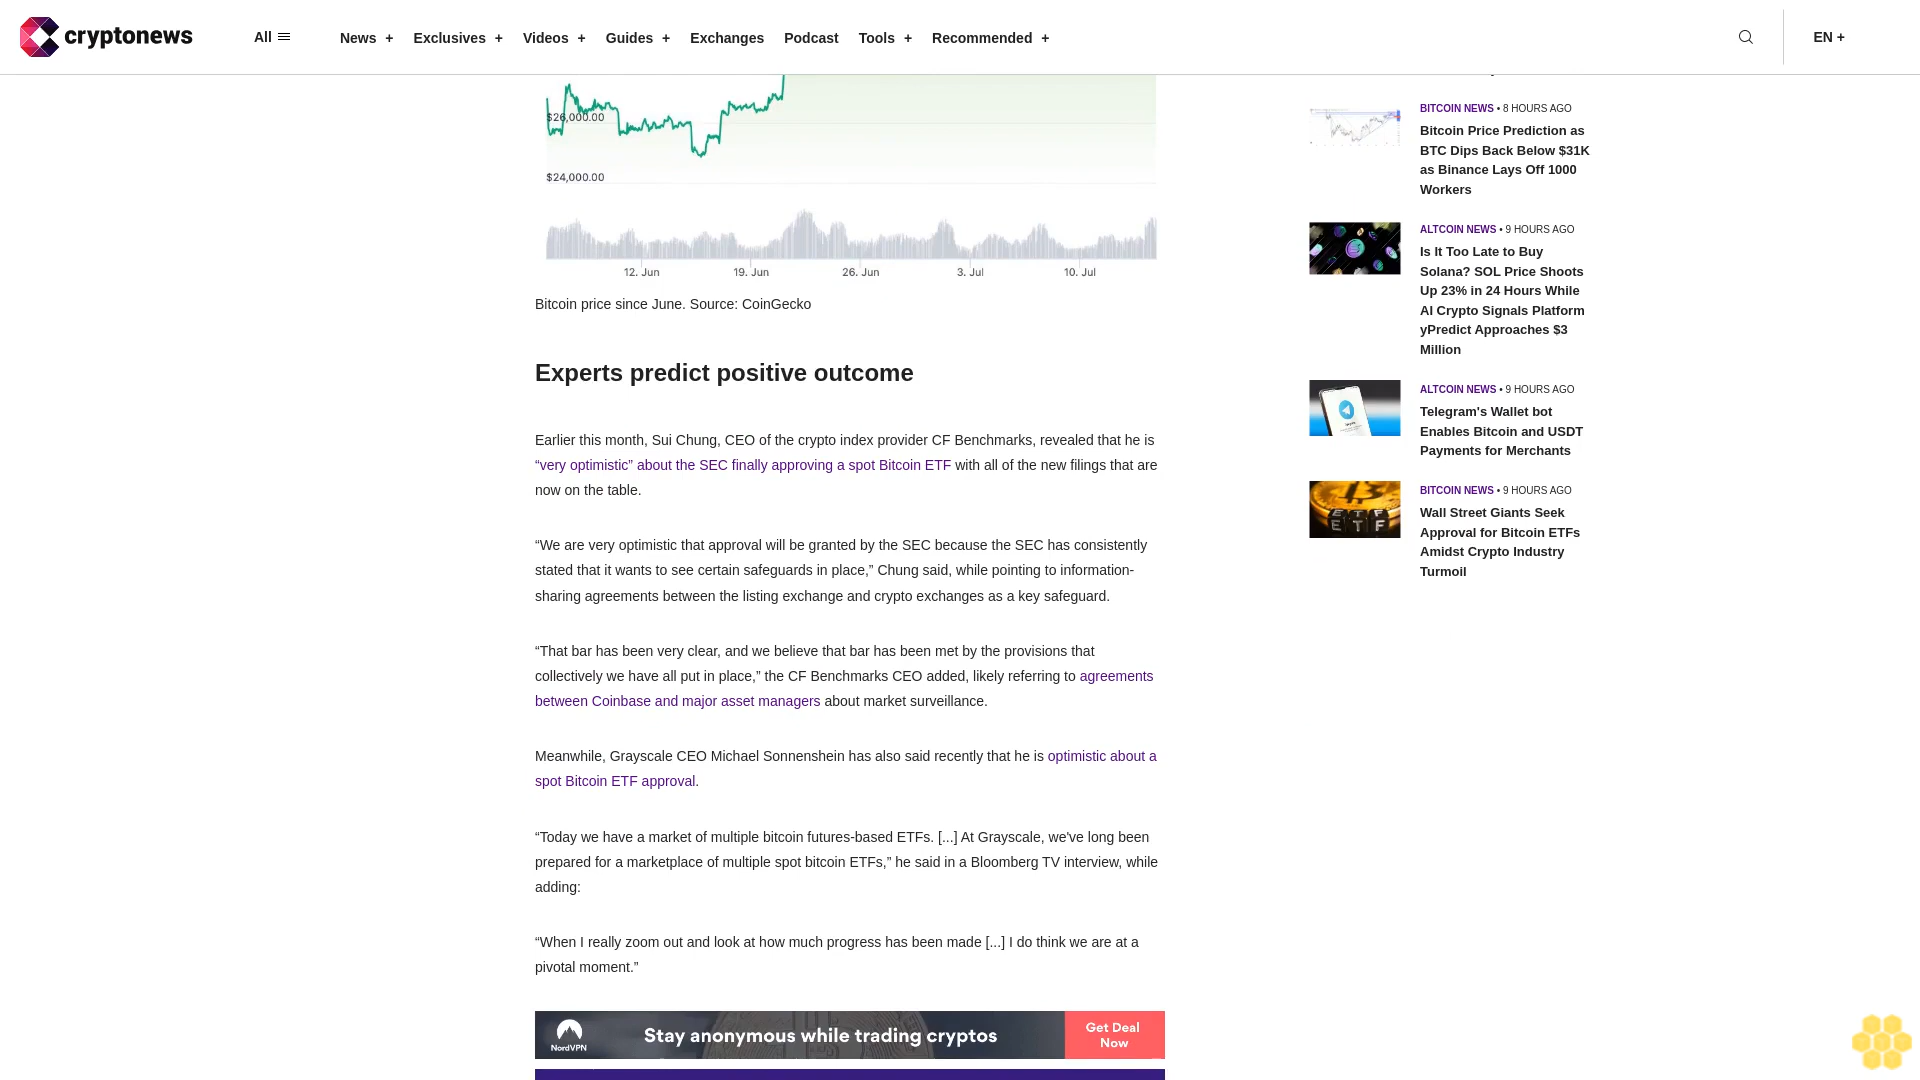 cryptonews
All
News +
Exclusives +
Videos +
Guides +
Exchanges
Podcast
Tools +
Recommended +
EN +
$26,000.00
$24,000.00
12. Jun
19. Jun
26. Jun
3. Jul
10. Jul
Bitcoin price since June. Source: CoinGecko
Experts predict positive outcome
Earlier this month, Sui Chung, CEO of the crypto index provider CF Benchmarks, revealed that he is
“very optimistic” about the SEC finally approving a spot Bitcoin ETF with all of the new filings that are
now on the table.
“We are very optimistic that approval will be granted by the SEC because the SEC has consistently
stated that it wants to see certain safeguards in place,” Chung said, while pointing to information-
sharing agreements between the listing exchange and crypto exchanges as a key safeguard.
“That bar has been very clear, and we believe that bar has been met by the provisions that
collectively we have all put in place,” the CF Benchmarks CEO added, likely referring to agreements
between Coinbase and major asset managers about market surveillance.
Meanwhile, Grayscale CEO Michael Sonnenshein has also said recently that he is optimistic about a
spot Bitcoin ETF approval.
“Today we have a market of multiple bitcoin futures-based ETFs. [...] At Grayscale, we've long been
prepared for a marketplace of multiple spot bitcoin ETFs,” he said in a Bloomberg TV interview, while
adding:
“When I really zoom out and look at how much progress has been made [...] I do think we are at a
pivotal moment.”
NordVPN
Stay anonymous while trading cryptos
Get Deal
Now
BITCOIN NEWS • 8 HOURS AGO
Bitcoin Price Prediction as
BTC Dips Back Below $31K
as Binance Lays Off 1000
Workers
ALTCOIN NEWS • 9 HOURS AGO
Is It Too Late to Buy
Solana? SOL Price Shoots
Up 23% in 24 Hours While
AI Crypto Signals Platform
yPredict Approaches $3
Million
ALTCOIN NEWS • 9 HOURS AGO
Telegram's Wallet bot
Enables Bitcoin and USDT
Payments for Merchants
ETF
BITCOIN NEWS • 9 HOURS AGO
Wall Street Giants Seek
Approval for Bitcoin ETFs
Amidst Crypto Industry
Turmoil